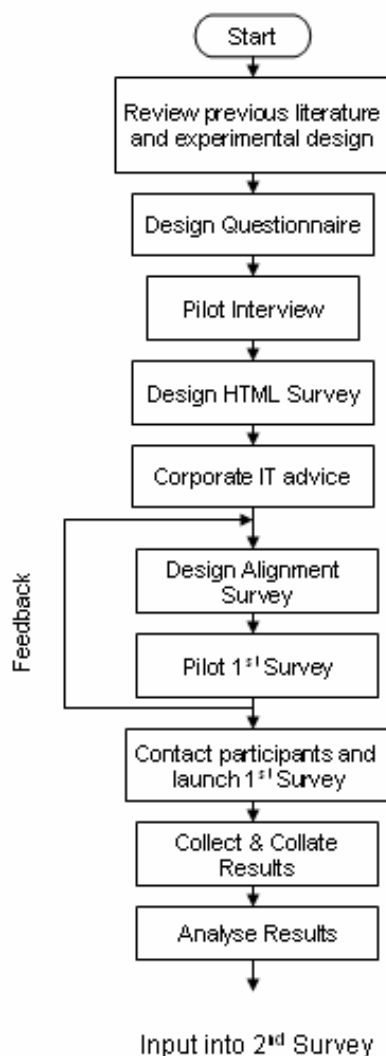 Start
Review previous literature
and experimental design
Design Questionnaire
Pilot Interview
Design HTML Survey
Corporate IT advice
Feedback
Design Alignment
Survey
Pilot 1st Survey
Contact participants and
launch 1st Survey
Collect & Collate
Results
Analyse Results
Input into 2nd Survey